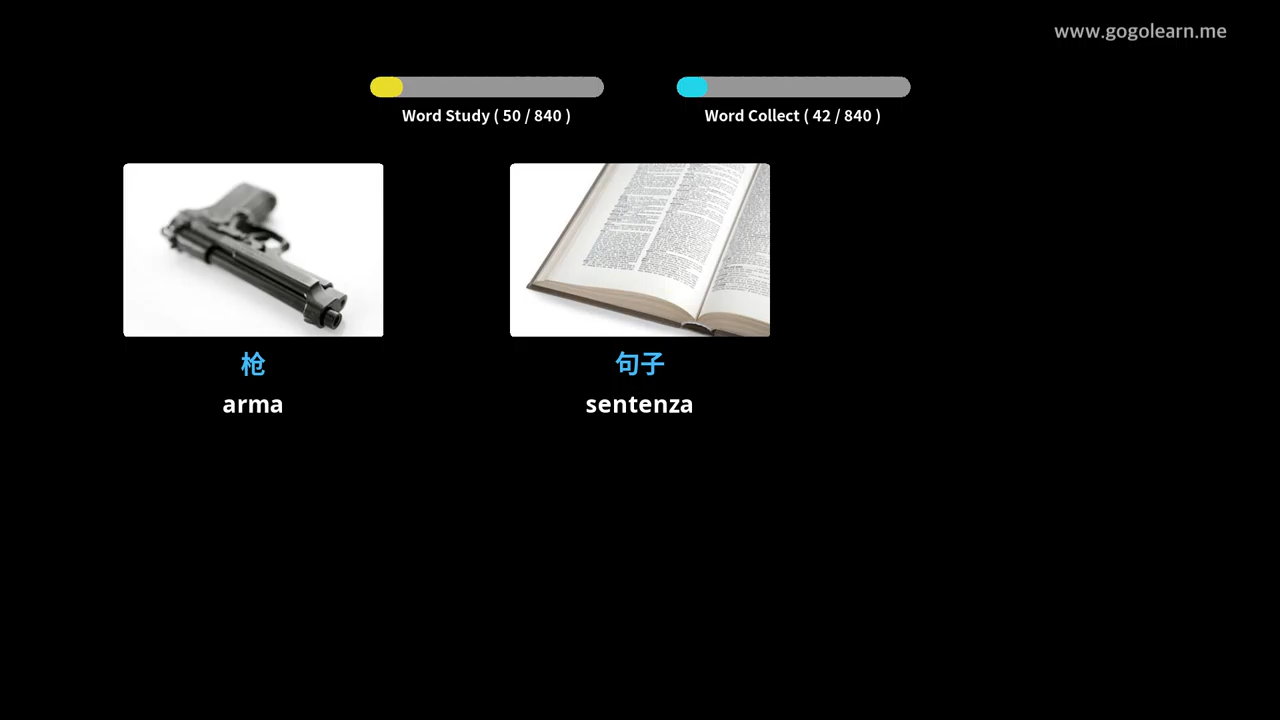 www.gogolearn.me
Word Study ( 50 / 840 )
Word Collect ( 42 / 840 )
枪
arma
句子
sentenza